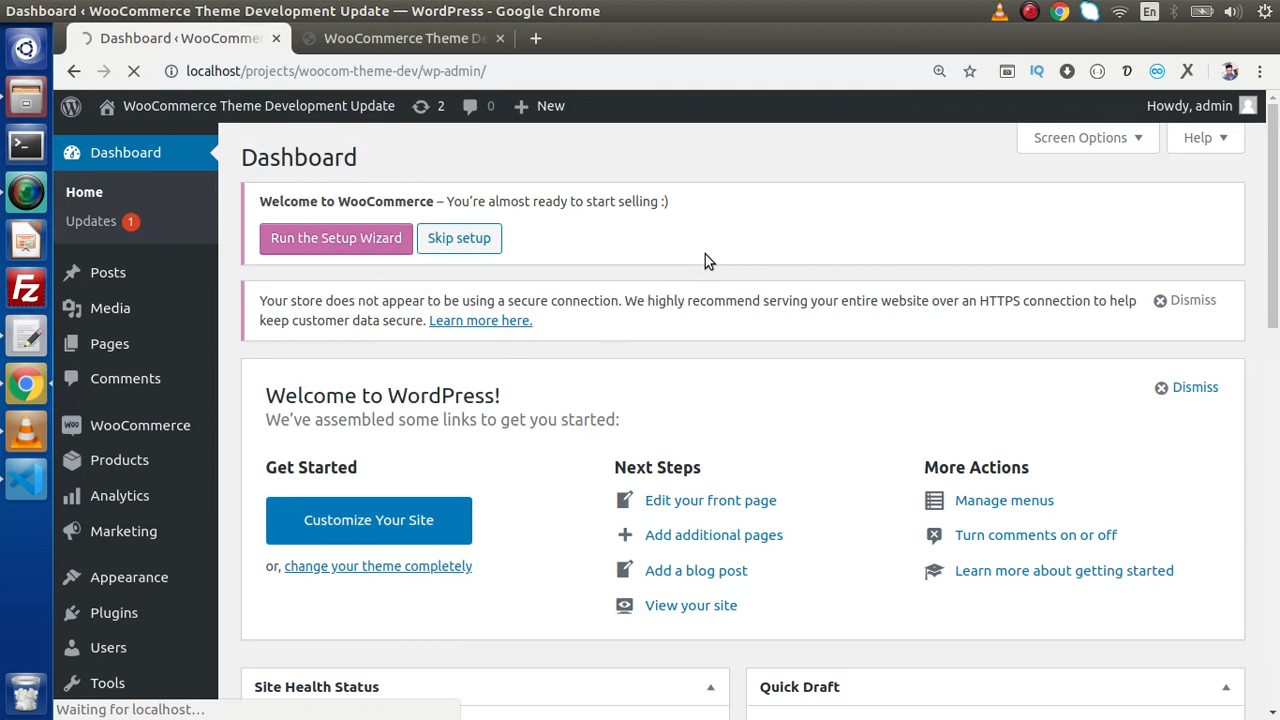 Dashboard ‹ WooCommerce Theme Development Update — WordPress - Google Chrome
En
Dashboard ‹ WooComme
WooCommerce Theme De
localhost/projects/woocom-theme-dev/wp-admin/
IQ
D
X
WooCommerce Theme Development Update
2
0
New
Howdy, admin
Dashboard
Home
Updates 1
Posts
Media
Pages
Comments
WooCommerce
Products
Analytics
Marketing
Appearance
Plugins
Users
Tools
Screen Options
Help
Dashboard
Welcome to WooCommerce – You're almost ready to start selling :)
Run the Setup Wizard
Skip setup
Your store does not appear to be using a secure connection. We highly recommend serving your entire website over an HTTPS connection to help
keep customer data secure. Learn more here.
Dismiss
Welcome to WordPress!
We've assembled some links to get you started:
Dismiss
Get Started
Customize Your Site
or, change your theme completely
Next Steps
Edit your front page
Add additional pages
Add a blog post
View your site
More Actions
Manage menus
Turn comments on or off
Learn more about getting started
Site Health Status
Quick Draft
Waiting for localhost...
Fz
Woo